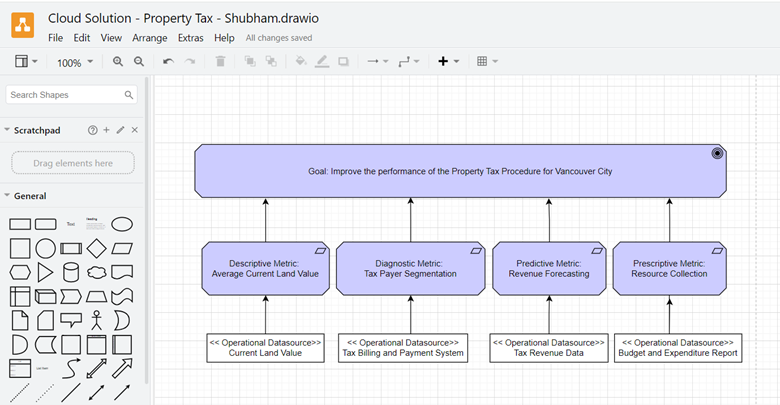 Cloud Solution - Property Tax - Shubham.drawio
File Edit View Arrange Extras Help All changes saved
100%
Search Shapes
Scratchpad
Drag elements here
General
Text
Heading
Goal: Improve the performance of the Property Tax Procedure for Vancouver City
Descriptive Metric:
Average Current Land Value
Diagnostic Metric:
Tax Payer Segmentation
Predictive Metric:
Revenue Forecasting
Prescriptive Metric:
Resource Collection
<< Operational Datasource>>
Current Land Value
<< Operational Datasource>>
Tax Billing and Payment System
<< Operational Datasource>>
Tax Revenue Data
<< Operational Datasource>>
Budget and Expenditure Report